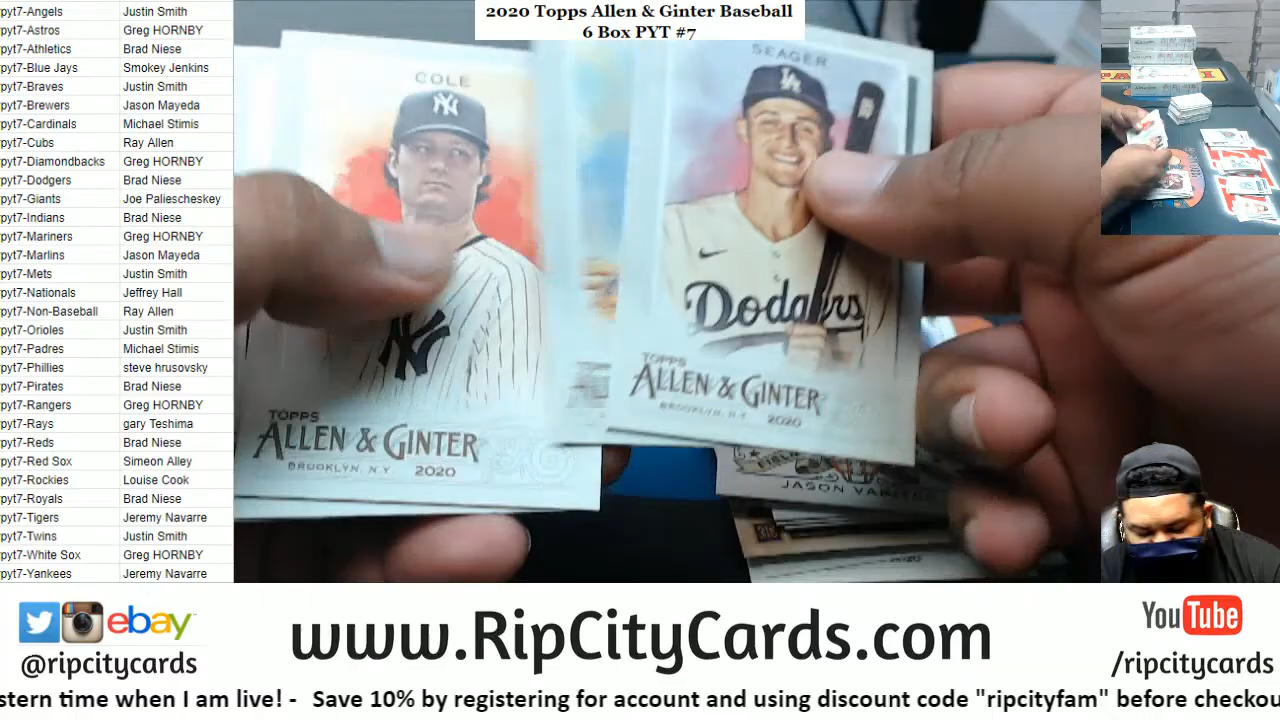 2020 Topps Allen & Ginter Baseball
6 Box PYT #7
pyt7-Angels Justin Smith
pyt7-Astros Greg HORNBY
pyt7-Athletics Brad Niese
pyt7-Blue Jays Smokey Jenkins
pyt7-Braves Justin Smith
pyt7-Brewers Jason Mayeda
pyt7-Cardinals Michael Stimis
pyt7-Cubs Ray Allen
pyt7-Diamondbacks Greg HORNBY
pyt7-Dodgers Brad Niese
pyt7-Giants Joe Paliescheskey
pyt7-Indians Brad Niese
pyt7-Mariners Greg HORNBY
pyt7-Marlins Jason Mayeda
pyt7-Mets Justin Smith
pyt7-Nationals Jeffrey Hall
pyt7-Non-Baseball Ray Allen
pyt7-Orioles Justin Smith
pyt7-Padres Michael Stimis
pyt7-Phillies steve hrusovsky
pyt7-Pirates Brad Niese
pyt7-Rangers Greg HORNBY
pyt7-Rays gary Teshima
pyt7-Reds Brad Niese
pyt7-Red Sox Simeon Alley
pyt7-Rockies Louise Cook
pyt7-Royals Brad Niese
pyt7-Tigers Jeremy Navarre
pyt7-Twins Justin Smith
pyt7-White Sox Greg HORNBY
pyt7-Yankees Jeremy Navarre
COLE
NY
NY
TOPPS
ALLEN & GINTER
BROOKLYN, N.Y. 2020
SEAGER
LA
Dodgers
TOPPS
ALLEN & GINTER
BROOKLYN, N.Y. 2020
JASON
ebay
@ripcitycards
www.RipCityCards.com
YouTube
/ripcitycards
stern time when I am live! - Save 10% by registering for account and using discount code "ripcityfam" before checkou